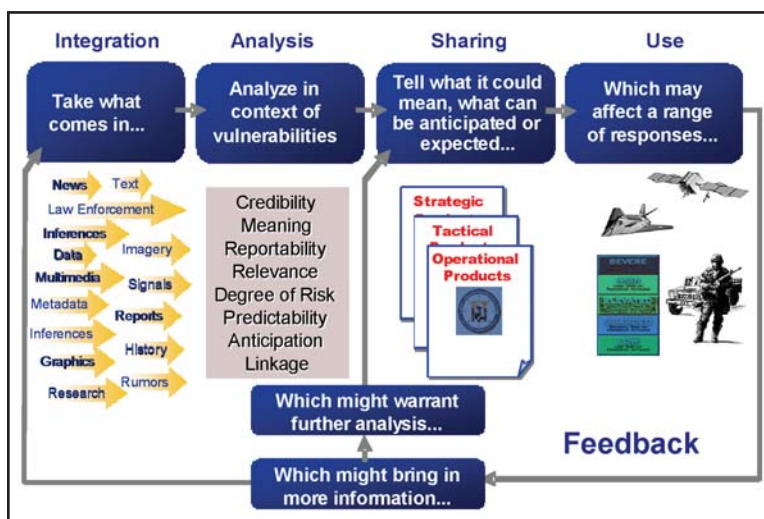 Integration
Analysis
Sharing
Use
Take what
comes in...
Analyze in
context of
vulnerabilities
Tell what it could
mean, what can
be anticipated or
expected...
Which may
affect a range
of responses...
News
Text
Law Enforcement
Inferences
Imagery
Data
Multimedia
Signals
Metadata
Reports
Inferences
History
Graphics
Rumors
Research
Credibility
Meaning
Reportability
Relevance
Degree of Risk
Predictability
Anticipation
Linkage
Strategic
Tactical
Operational
Products
SEVERE
Which might warrant
further analysis...
Feedback
Which might bring in
more information...